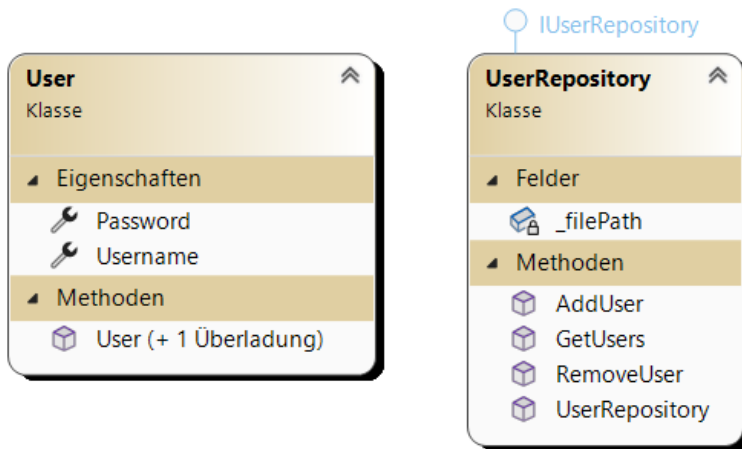 User
Klasse
Eigenschaften
Password
Username
Methoden
User (+ 1 Überladung)
IUserRepository
UserRepository
Klasse
Felder
_filePath
Methoden
AddUser
GetUsers
RemoveUser
UserRepository